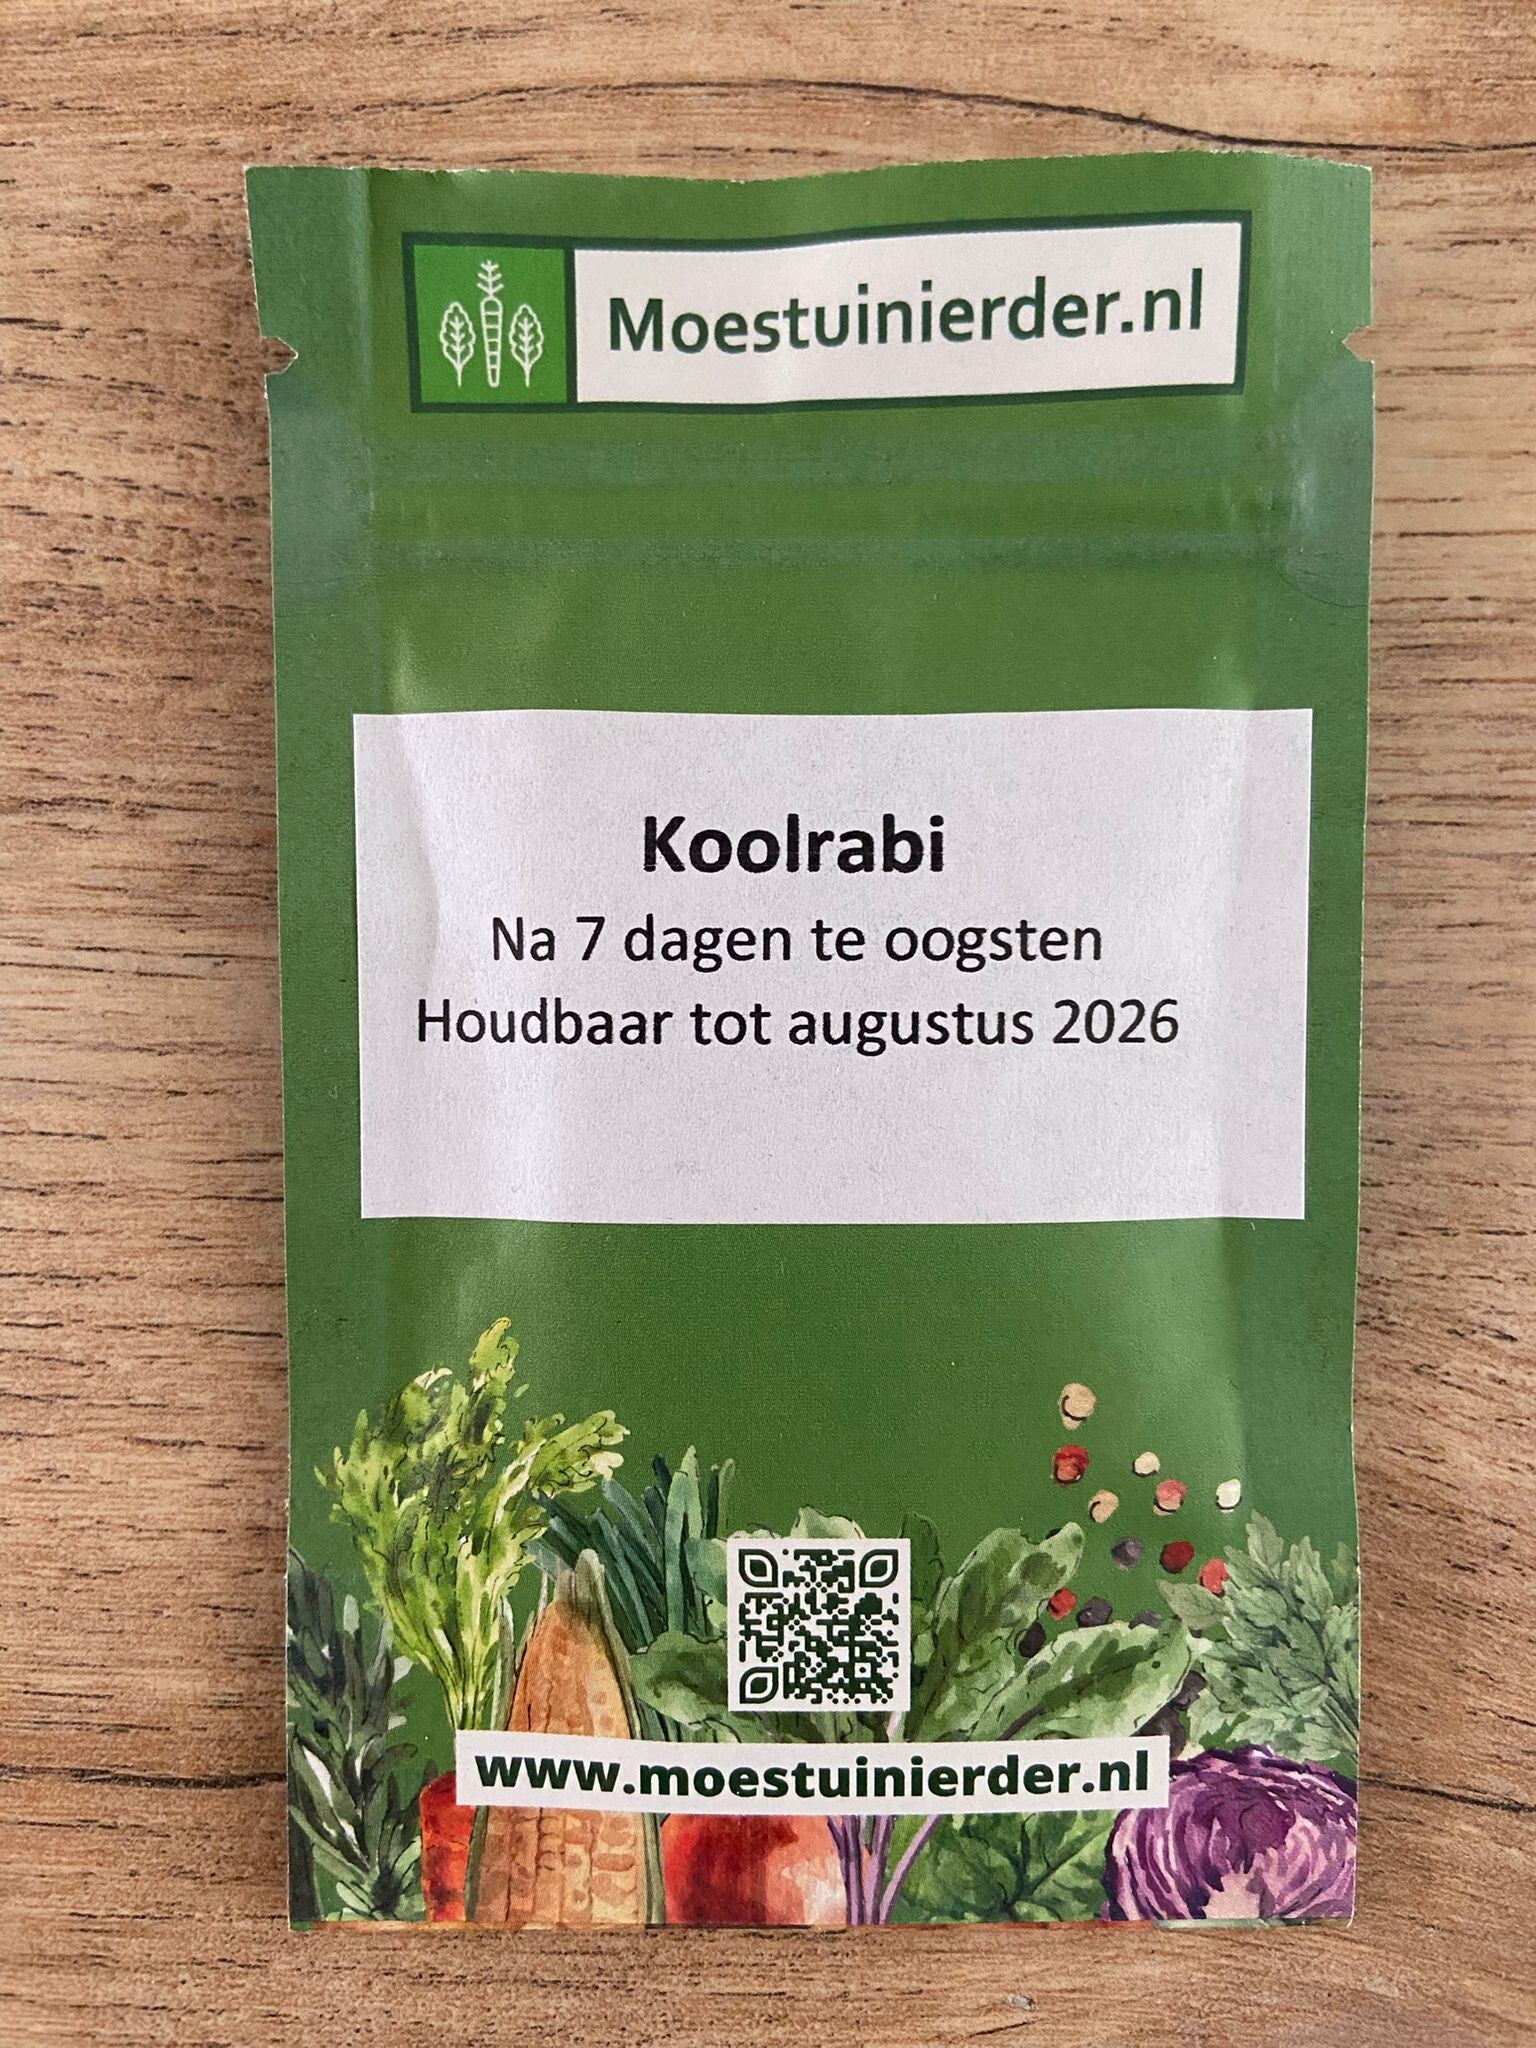 Moestuinierder.nl
Koolrabi
Na 7 dagen te oogsten
Houdbaar tot augustus 2026
www.moestuinierder.nl